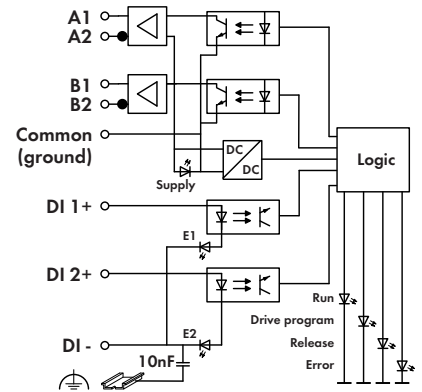 A1
A2
B1
B2
Common
(ground)
DC
DC
Logic
Supply
DI 1+
E1
DI 2+
Run
Drive program
E2
Release
DI -
10nF
Error